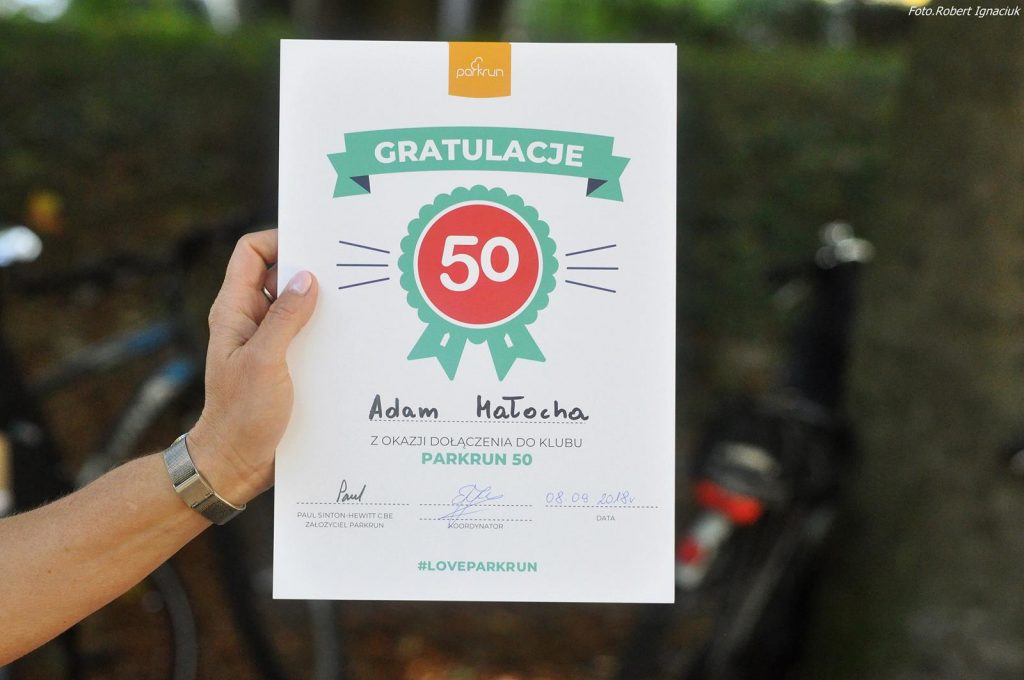 Foto.Robert Ignaciuk
parkrun
GRATULACJE
50
Adam Małocha
Z OKAZJI DOŁĄCZENIA DO KLUBU
PARKRUN 50
Paul
08.09 2018r
PAUL SINTON-HEWITT CBE
ZAŁOŻYCIEL PARKRUN
KOORDYNATOR
DATA
#LOVEPARKRUN